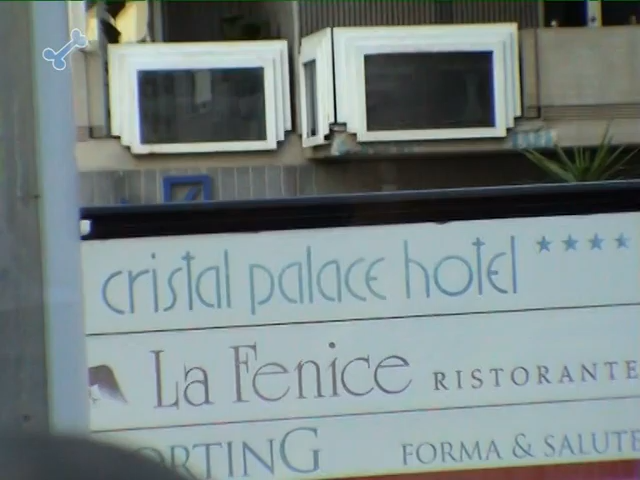 cristal palace hotel ★★★★
La Fenice RISTORANTE
FORMA & SALUTE